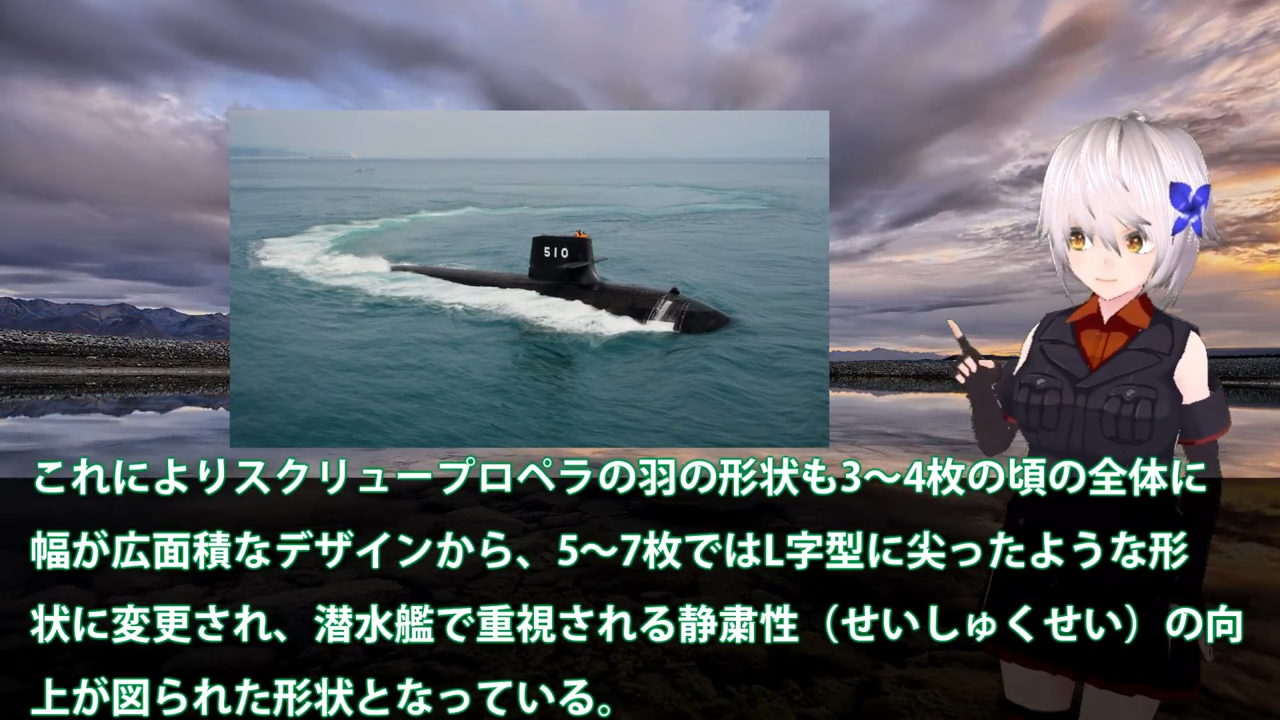 510
これによりスクリュープロペラの羽の形状も3～4枚の頃の全体に
幅が広面積なデザインから、5～7枚ではL字型に尖ったような形
状に変更され、潜水艦で重視される静粛性（せいしゅくせい）の向
上が図られた形状となっている。